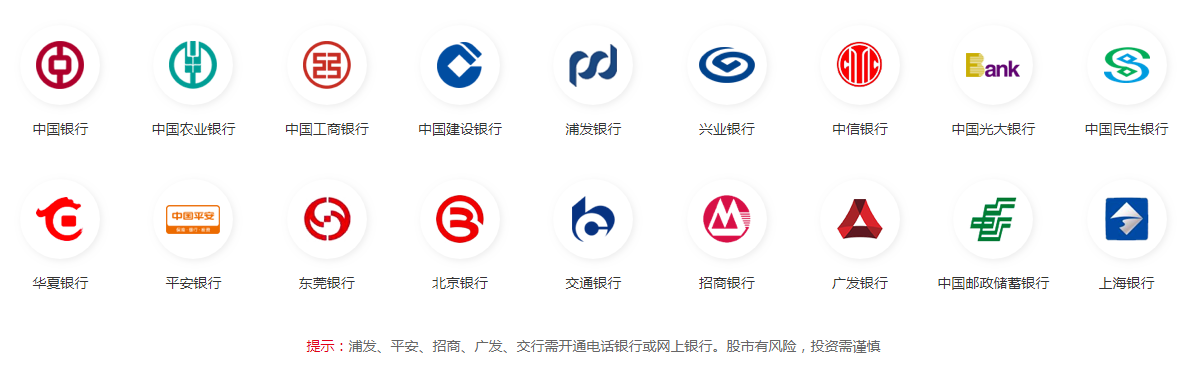 Bank
中国银行 中国农业银行 中国工商银行 中国建设银行 浦发银行 兴业银行 中信银行 中国光大银行 中国民生银行
中国平安
华夏银行 平安银行 东莞银行 北京银行 交通银行 招商银行 广发银行 中国邮政储蓄银行 上海银行
提示：浦发、平安、招商、广发、交行需开通电话银行或网上银行。股市有风险，投资需谨慎